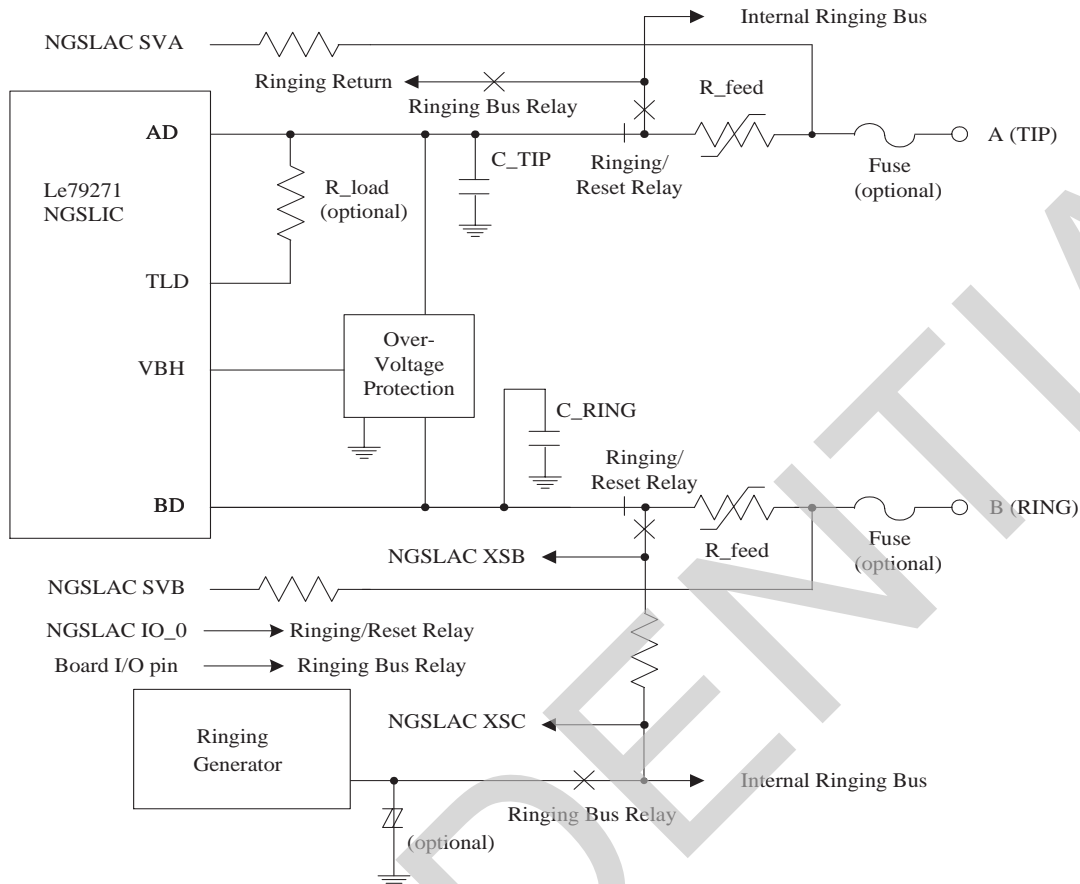 Internal Ringing Bus
NGSLAC SVA
Ringing Return
Ringing Bus Relay
R_feed
AD
C_TIP
A (TIP)
Ringing/
Reset Relay
Fuse
(optional)
Le79271
NGSLIC
R_load
(optional)
TLD
Over-
Voltage
Protection
VBH
C_RING
Ringing/
Reset Relay
BD
B (RING)
R_feed
Fuse
(optional)
NGSLAC XSB
NGSLAC SVB
NGSLAC IO_0
Ringing/Reset Relay
Board I/O pin
Ringing Bus Relay
NGSLAC XSC
Ringing
Generator
Internal Ringing Bus
Ringing Bus Relay
(optional)
DENTIA